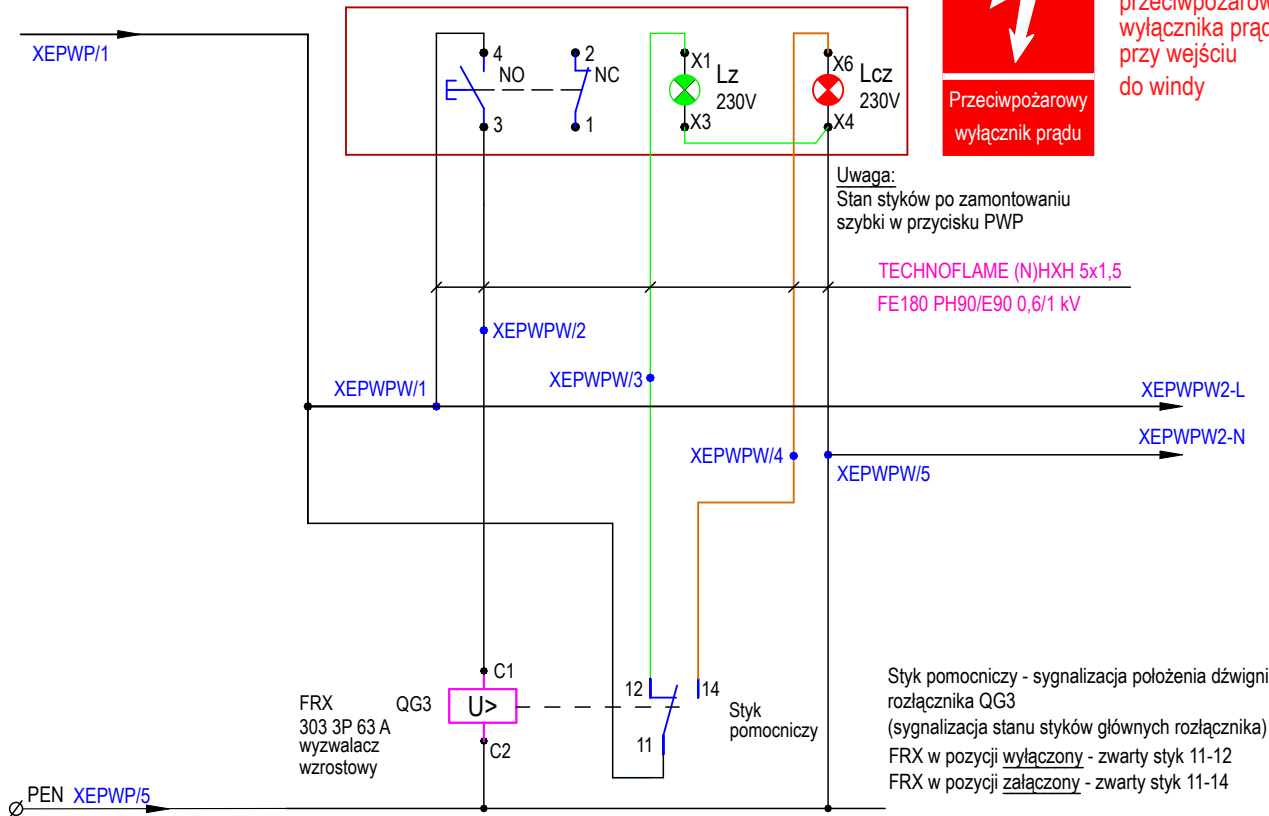 XEPWP/1
4
NO
3
2
NC
1
X1
Lz
230V
X3
X6
Lcz
230V
X4
Przeciwpożarowy
wyłącznik prądu
wyłącznika
przy wejściu
do windy
Uwaga:
Stan styków po zamontowaniu
szybki w przycisku PWP
TECHNOFLAME (N)HXH 5x1,5
FE180 PH90/E90 0,6/1 kV
XEPWPW/2
XEPWPW/3
XEPWPW/1
XEPWPW2-L
XEPWPW2-N
XEPWPW/4
XEPWPW/5
FRX
303 3P 63 A
wyzwalacz
wzrostowy
QG3
U>
C1
C2
12
14
11
Styk
pomocniczy
Styk pomocniczy - sygnalizacja położenia dźwigni
rozłącznika QG3
(sygnalizacja stanu styków głównych rozłącznika)
FRX w pozycji wyłączony - zwarty styk 11-12
FRX w pozycji załączony - zwarty styk 11-14
PEN XEPWP/5